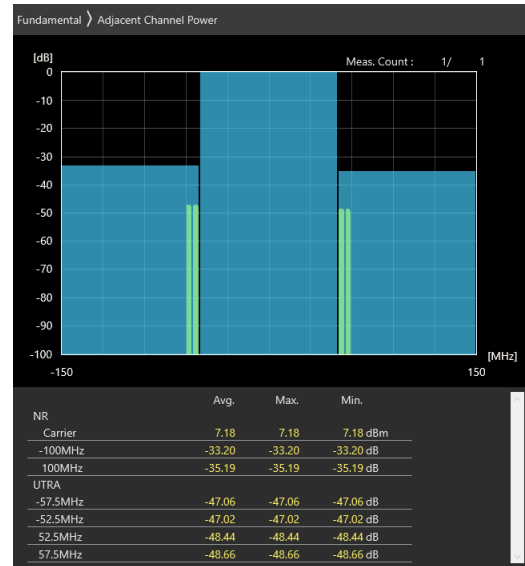 Fundamental 〉 Adjacent Channel Power
[dB]
Meas. Count : 1/ 1
0
-10
-20
-30
-40
-50
-60
-70
-80
-90
-100
[MHz]
-150 150
Avg. Max. Min.
NR
Carrier 7.18 7.18 7.18 dBm
-100MHz -33.20 -33.20 -33.20 dB
100MHz -35.19 -35.19 -35.19 dB
UTRA
-57.5MHz -47.06 -47.06 -47.06 dB
-52.5MHz -47.02 -47.02 -47.02 dB
52.5MHz -48.44 -48.44 -48.44 dB
57.5MHz -48.66 -48.66 -48.66 dB